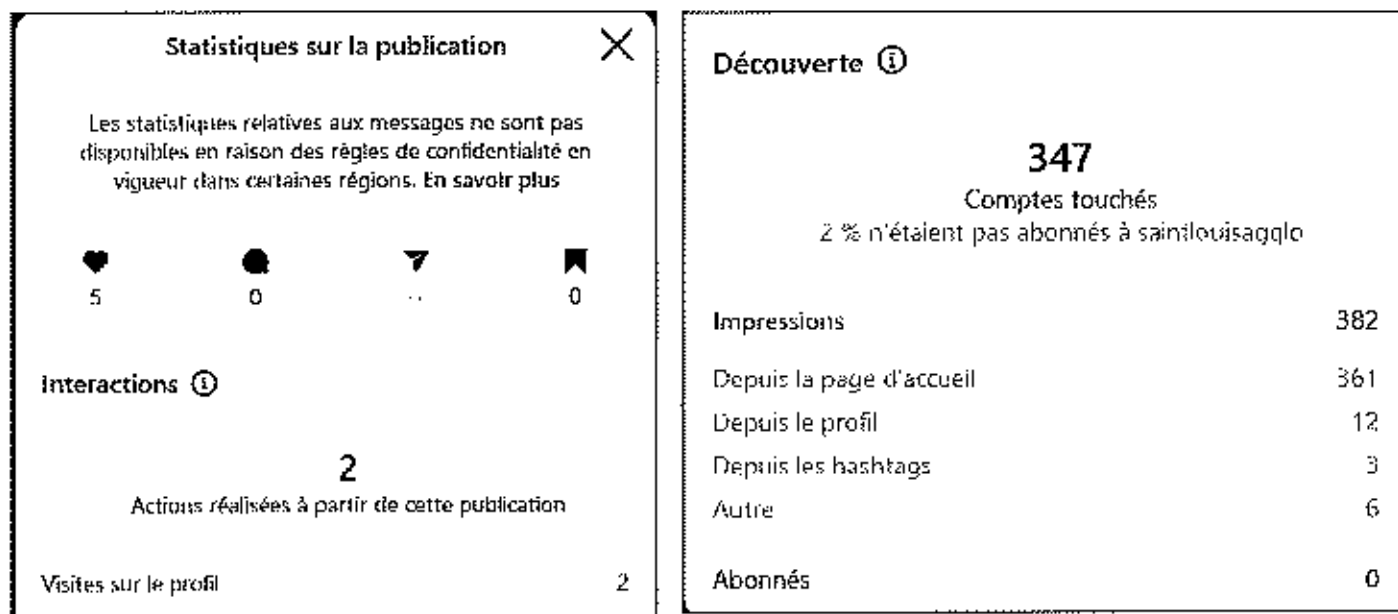 Statistiques sur la publication
Les statistiques relatives aux messages ne sont pas
disponibles en raison des règles de confidentialité en
vigueur dans certaines régions. En savoir plus
5 0 0
Interactions
2
Actions réalisées à partir de cette publication
Visites sur le profil 2
Découverte
347
Comptes touchés
2 % n'étaient pas abonnés à saintlouisagglo
Impressions 382
Depuis la page d'accueil 361
Depuis le profil 12
Depuis les hashtags 3
Autre 6
Abonnés 0